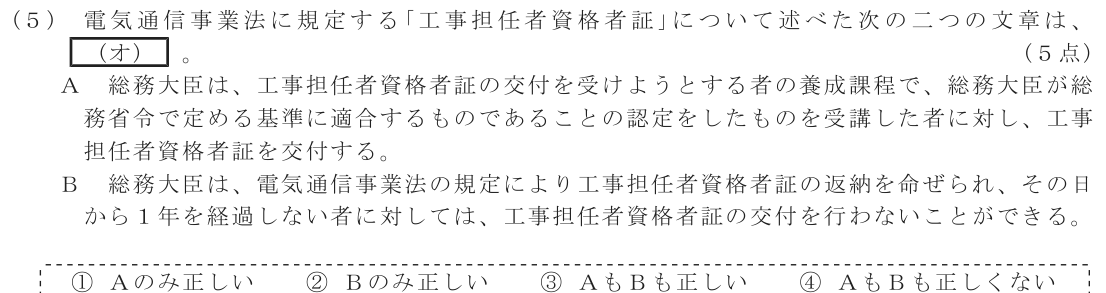 (5) 電気通信事業法に規定する「工事担任者資格者証」について述べた次の二つの文章は、
(オ) 。 (5点)
A 総務大臣は、工事担任者資格者証の交付を受けようとする者の養成課程で、総務大臣が総
務省令で定める基準に適合するものであることの認定をしたものを受講した者に対し、工事
担任者資格者証を交付する。
B 総務大臣は、電気通信事業法の規定により工事担任者資格者証の返納を命ぜられ、その日
から1年を経過しない者に対しては、工事担任者資格者証の交付を行わないことができる。
① Aのみ正しい ② Bのみ正しい ③ AもBも正しい ④ AもBも正しくない